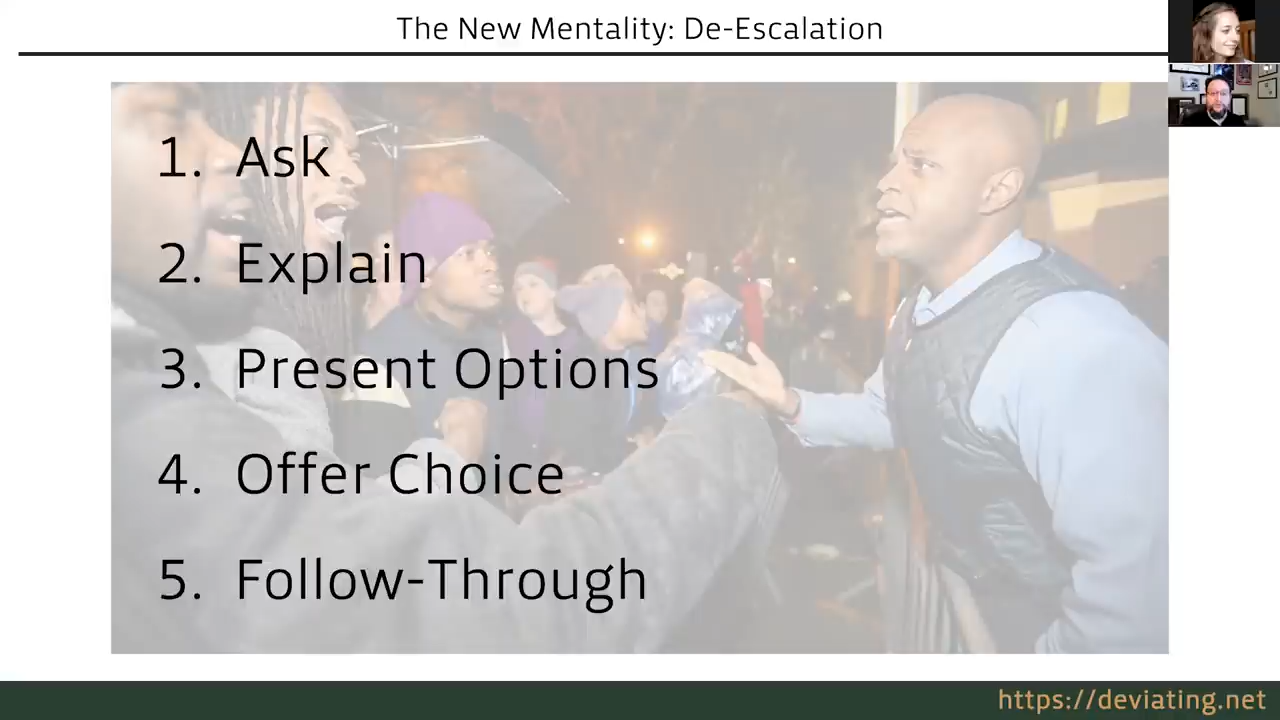 The New Mentality: De-Escalation
1. Ask
2. Explain
3. Present Options
4. Offer Choice
5. Follow-Through
https://deviating.net